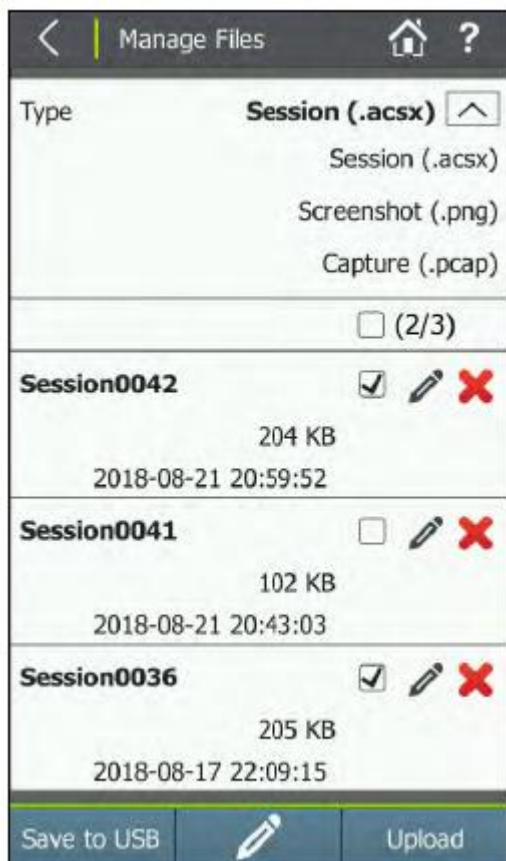 Manage Files ?
Type Session (.acsx)
Session (.acsx)
Screenshot (.png)
Capture (.pcap)
(2/3)
Session0042
204 KB
2018-08-21 20:59:52
Session0041
102 KB
2018-08-21 20:43:03
Session0036
205 KB
2018-08-17 22:09:15
Save to USB Upload